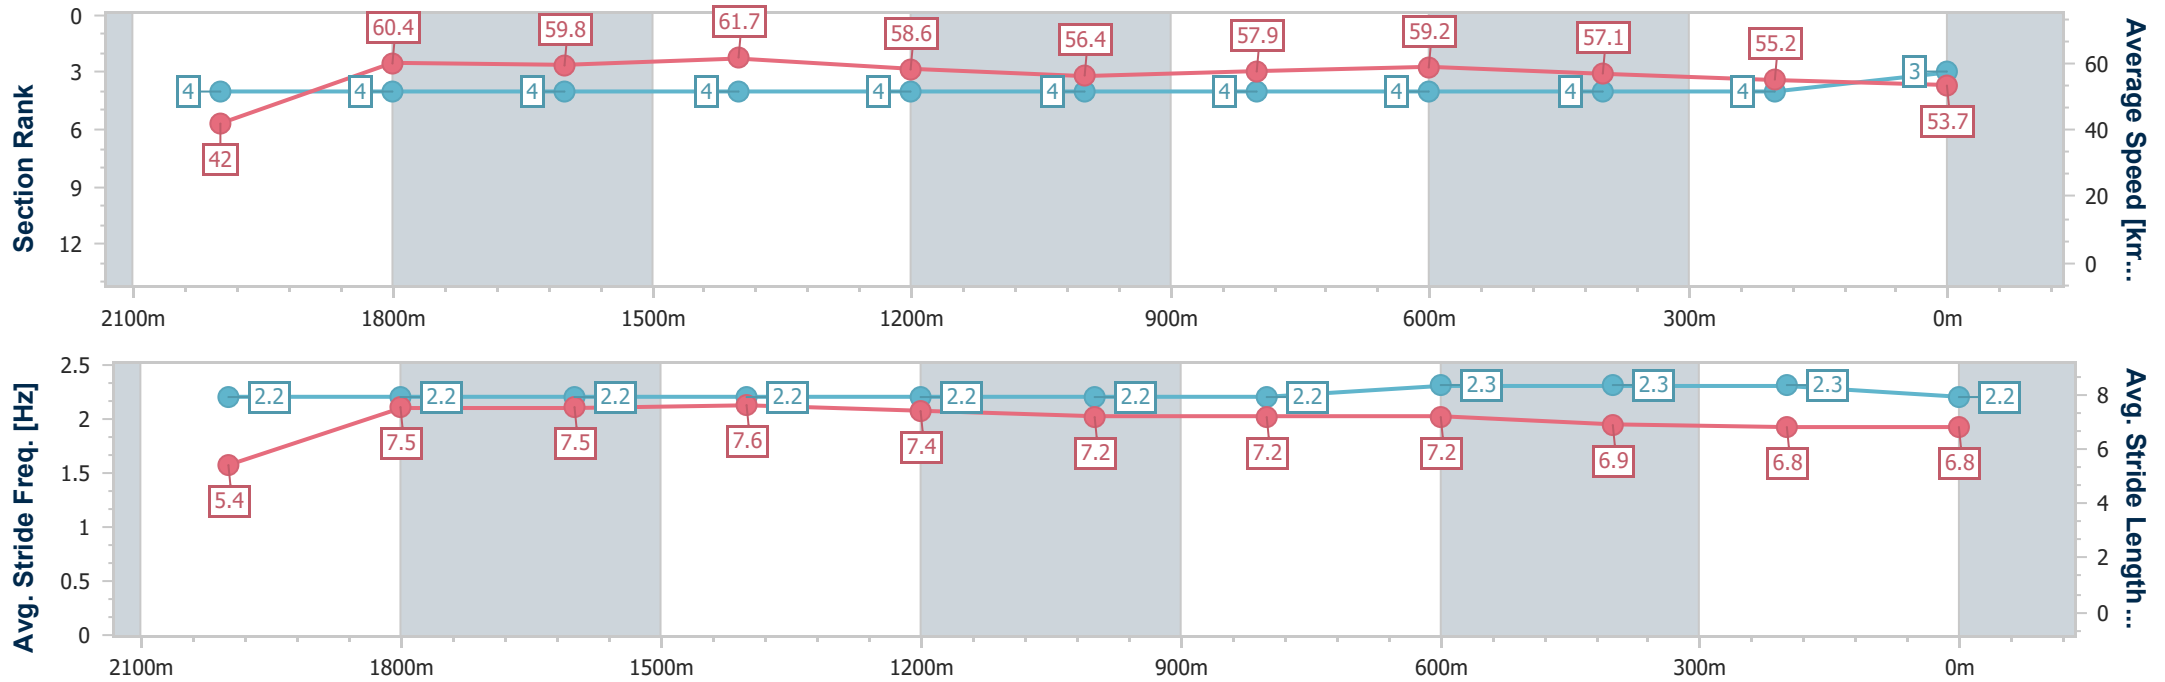 Section Rank
0
3
6
9
12
4 4 4 4 4 4 4 4 4 4 3
42 60.4 59.8 61.7 58.6 56.4 57.9 59.2 57.1 55.2 53.7
60
40
20
0
Average Speed [km...
2100m 1800m 1500m 1200m 900m 600m 300m 0m
Avg. Stride Freq. [Hz]
2.5
2
1.5
1
0.5
0
2.2 2.2 2.2 2.2 2.2 2.2 2.2 2.3 2.3 2.3 2.2
5.4 7.5 7.5 7.6 7.4 7.2 7.2 7.2 6.9 6.8 6.8
8
6
4
2
0
Avg. Stride Length ...
2100m 1800m 1500m 1200m 900m 600m 300m 0m